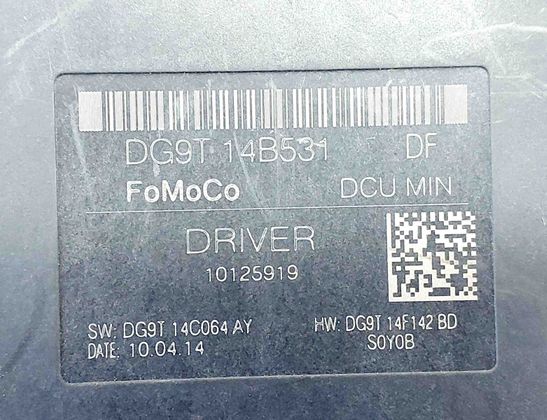 DG9T 14B531 DF
FoMoCo DCU MIN
DRIVER
10125919
SW: DG9T 14C064 AY HW: DG9T 14F142 BD
DATE: 10.04.14 S0Y0B